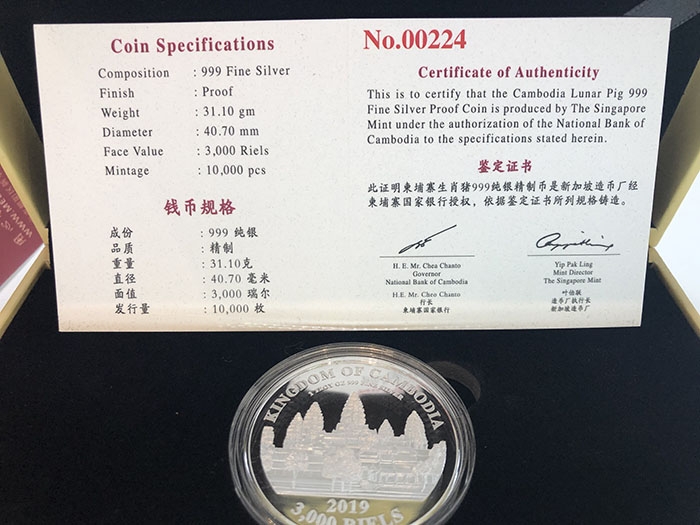 Coin Specifications
Composition : 999 Fine Silver
Finish : Proof
Weight : 31.10 gm
Diameter : 40.70 mm
Face Value : 3,000 Riels
Mintage : 10,000 pcs
钱币规格
成份 : 999 纯银
品质 : 精制
重量 : 31.10克
直径 : 40.70 毫米
面值 : 3,000 瑞尔
发行量 : 10,000 枚
No.00224
Certificate of Authenticity
This is to certify that the Cambodia Lunar Pig 999
Fine Silver Proof Coin is produced by The Singapore
Mint under the authorization of the National Bank of
Cambodia to the specifications stated herein.
鉴定证书
此证明柬埔寨生肖猪999纯银精制币是新加坡造币厂经
柬埔寨国家银行授权，依据鉴定证书所列规格铸造。
H. E. Mr. Chea Chanto
Governor
National Bank of Cambodia
H.E. Mr. Chro Chanto
行长
柬埔寨国家银行
Yip Pak Ling
Mint Director
The Singapore Mint
叶伯陵
造币厂执行长
新加坡造币厂
KINGDOM OF CAMBODIA
1 TROY OZ 999 FINE SILVER
2019
3,000 RIELS